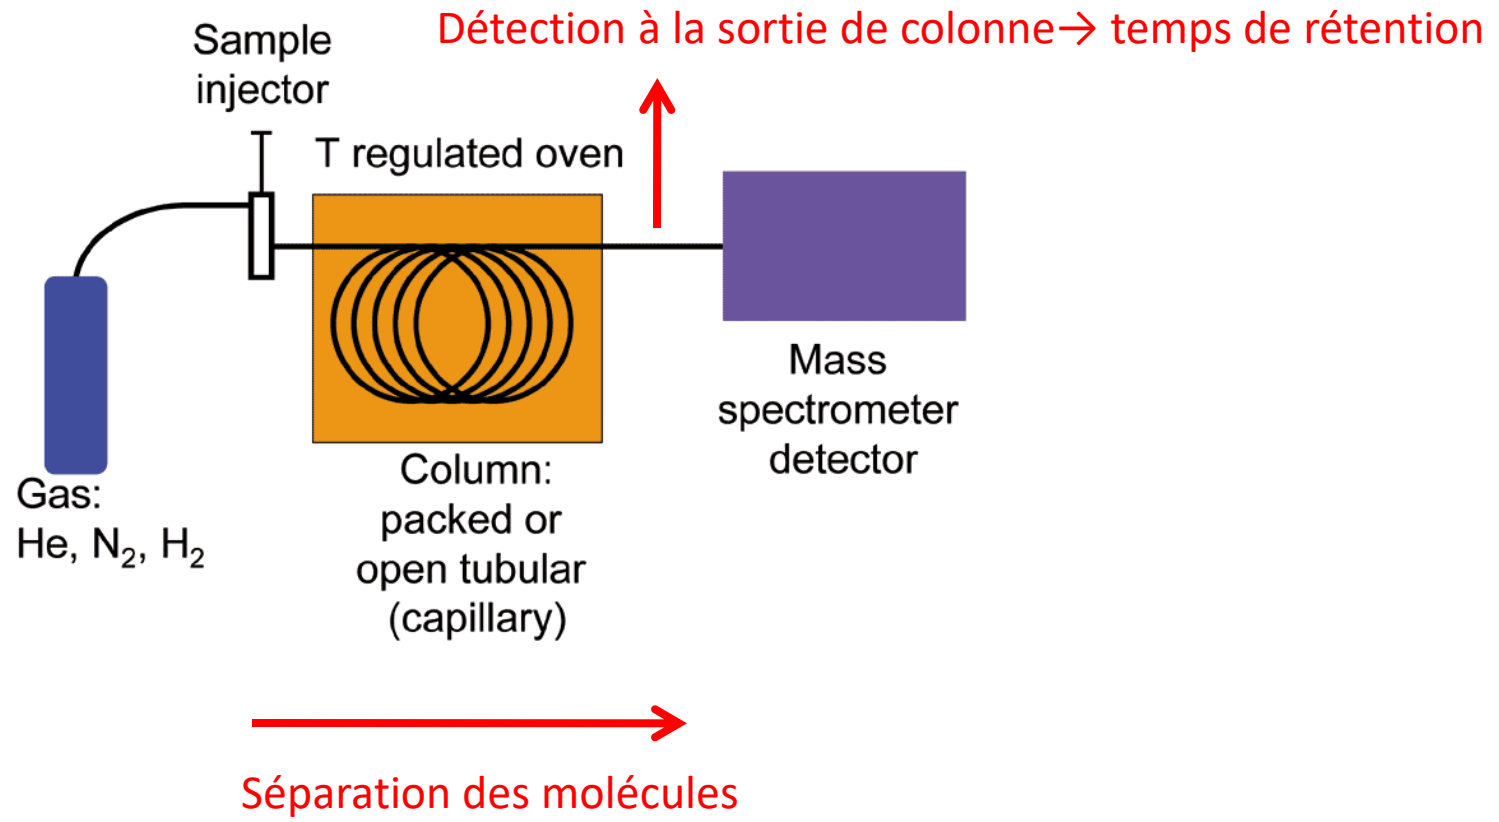 Détection à la sortie de colonne→ temps de rétention
Sample
injector
T regulated oven
Mass
spectrometer
detector
Column:
packed or
open tubular
(capillary)
Gas:
He, N₂, H₂
Séparation des molécules